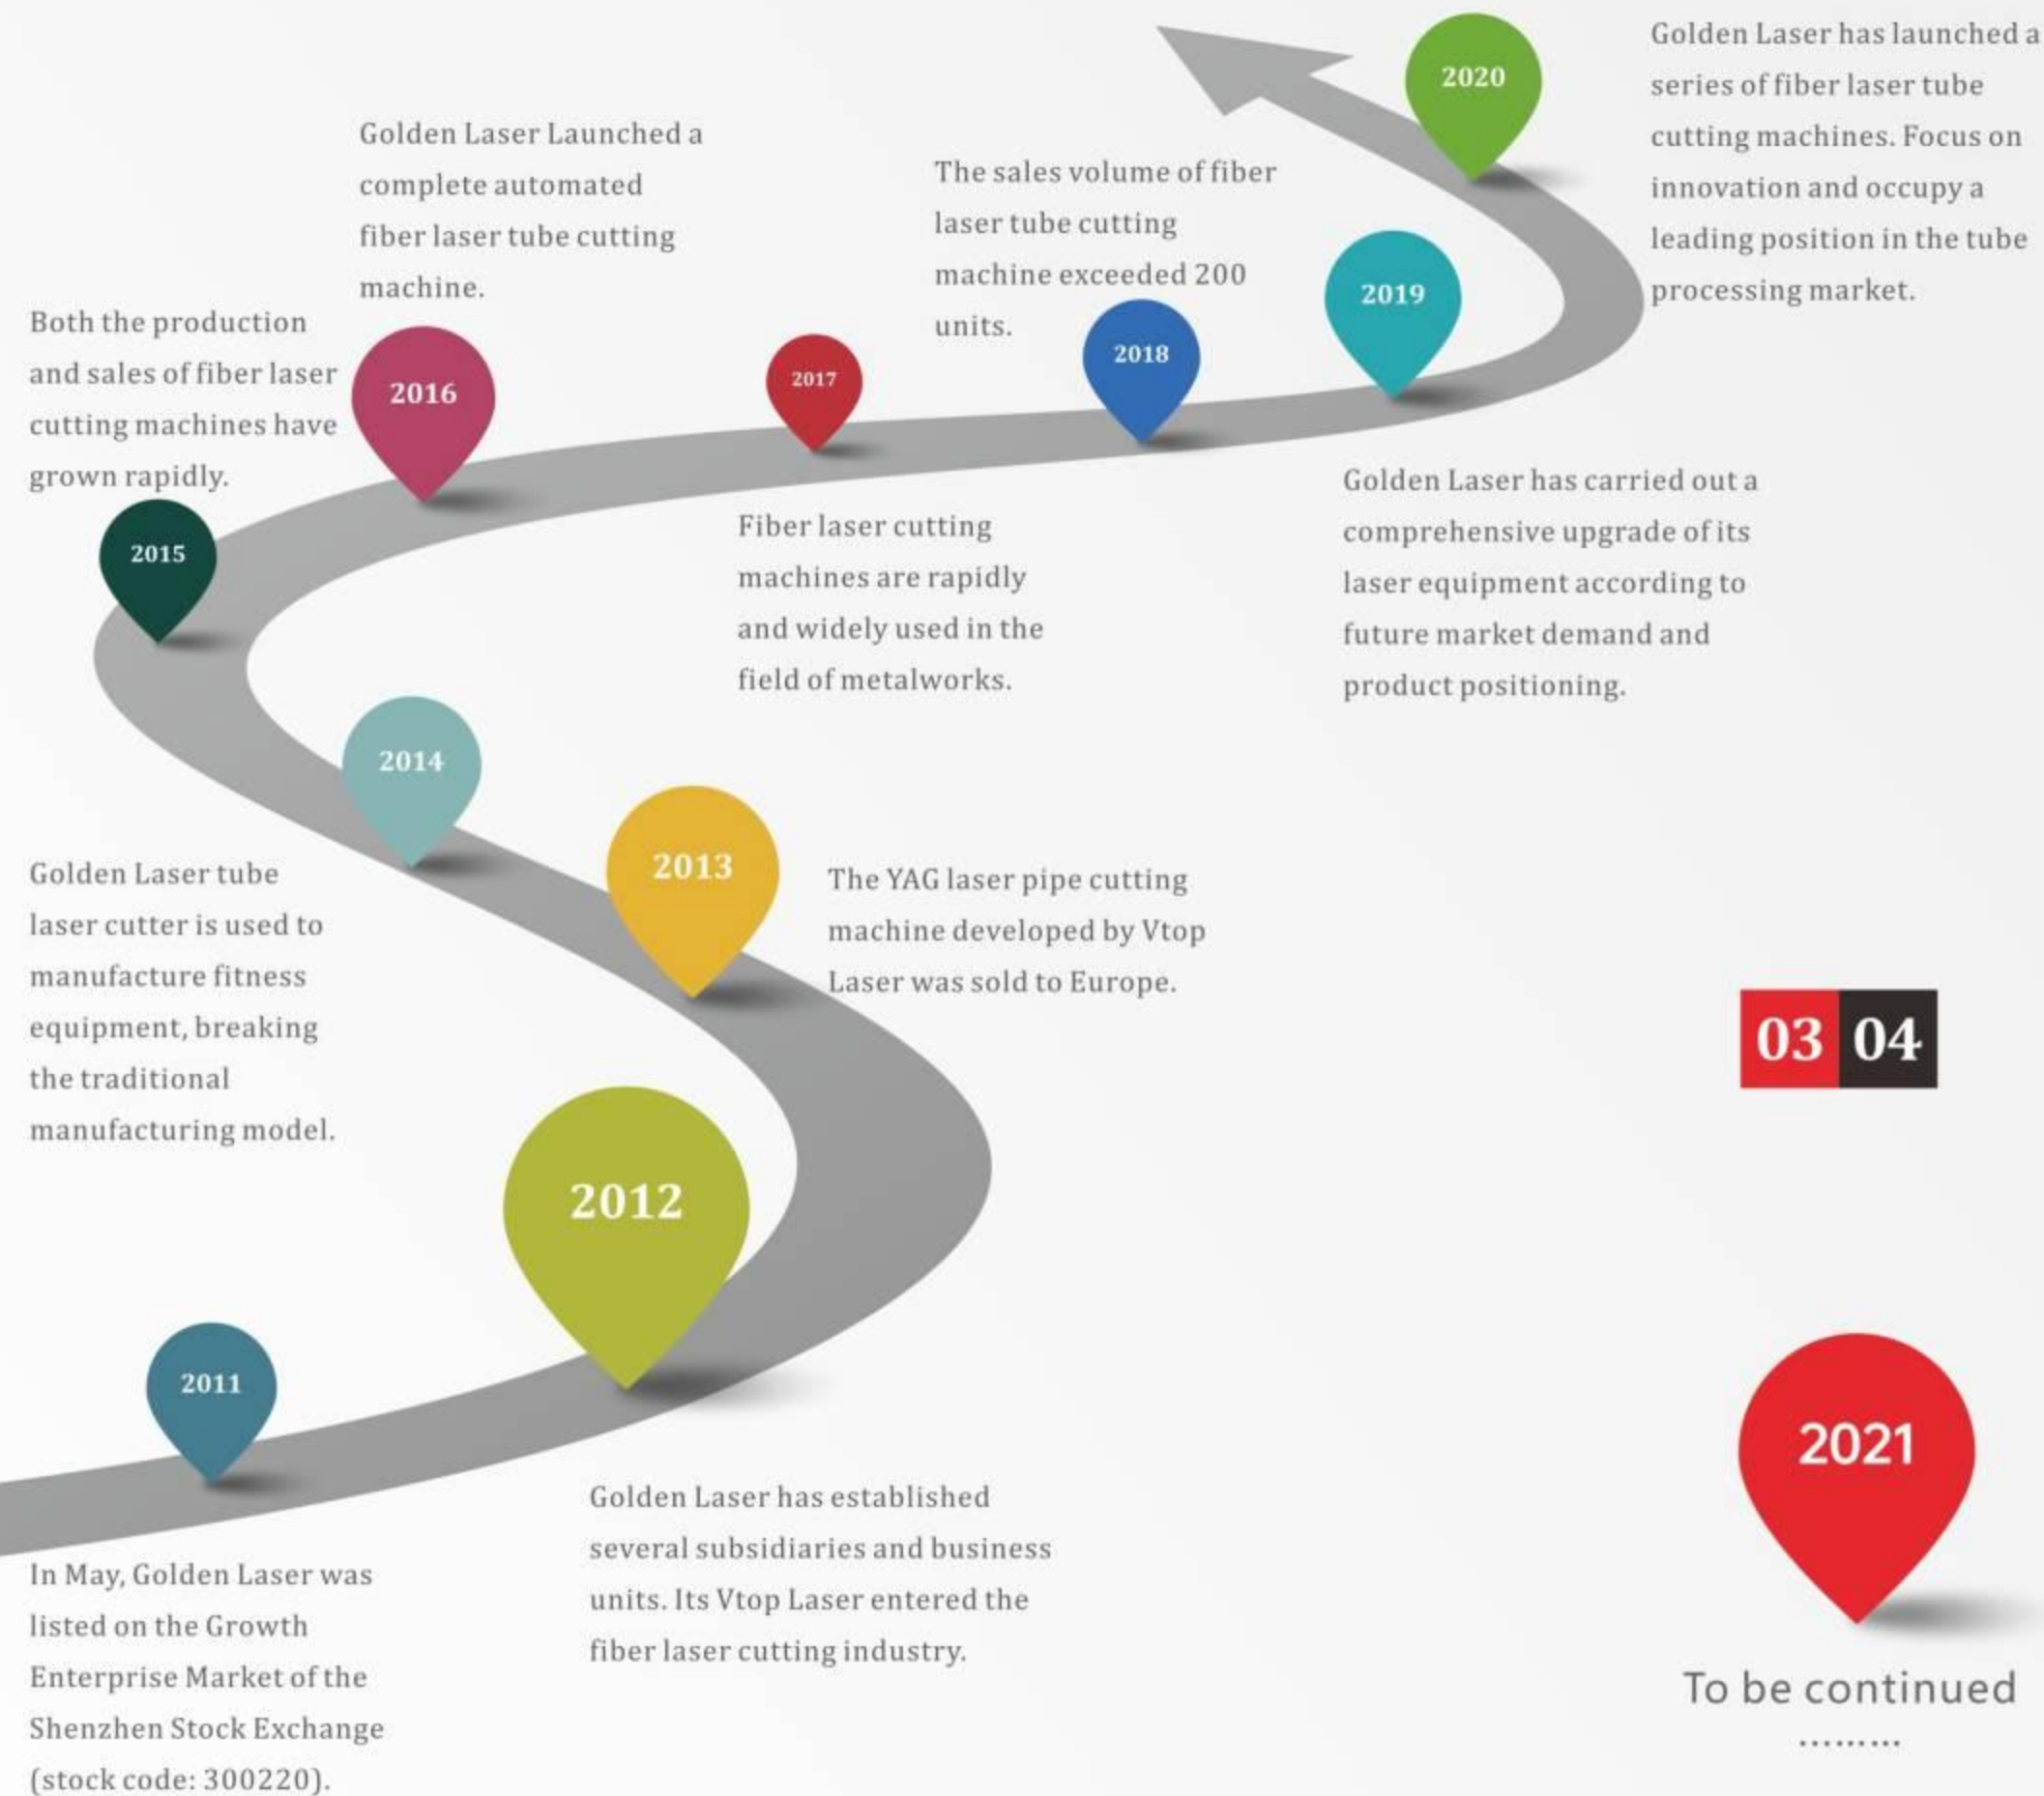 2020
Golden Laser has launched a
series of fiber laser tube
cutting machines. Focus on
innovation and occupy a
leading position in the tube
processing market.
Golden Laser Launched a
complete automated
fiber laser tube cutting
machine.
The sales volume of fiber
laser tube cutting
machine exceeded 200
units.
2019
Both the production
and sales of fiber laser
cutting machines have
grown rapidly.
2016
2017
2018
2015
Fiber laser cutting
machines are rapidly
and widely used in the
field of metalworks.
Golden Laser has carried out a
comprehensive upgrade of its
laser equipment according to
future market demand and
product positioning.
2014
2013
Golden Laser tube
laser cutter is used to
manufacture fitness
equipment, breaking
the traditional
manufacturing model.
The YAG laser pipe cutting
machine developed by Vtop
Laser was sold to Europe.
03 04
2012
2011
2021
Golden Laser has established
several subsidiaries and business
units. Its Vtop Laser entered the
fiber laser cutting industry.
In May, Golden Laser was
listed on the Growth
Enterprise Market of the
Shenzhen Stock Exchange
(stock code: 300220).
To be continued
.........